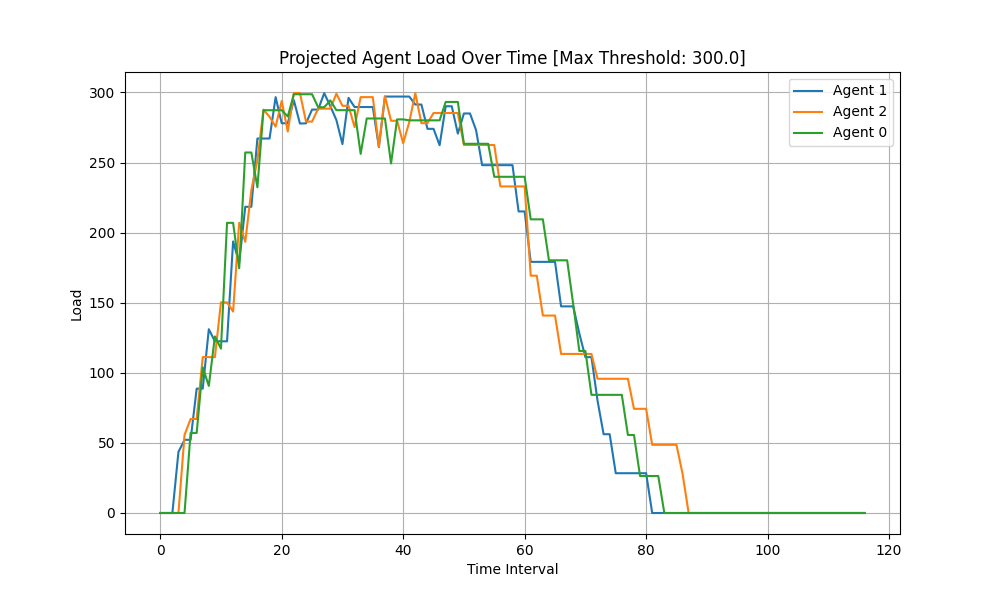 Projected Agent Load Over Time [Max Threshold: 300.0]
Agent 1
Agent 2
Agent 0
Load
300
250
200
150
100
50
0
0 20 40 60 80 100 120
Time Interval